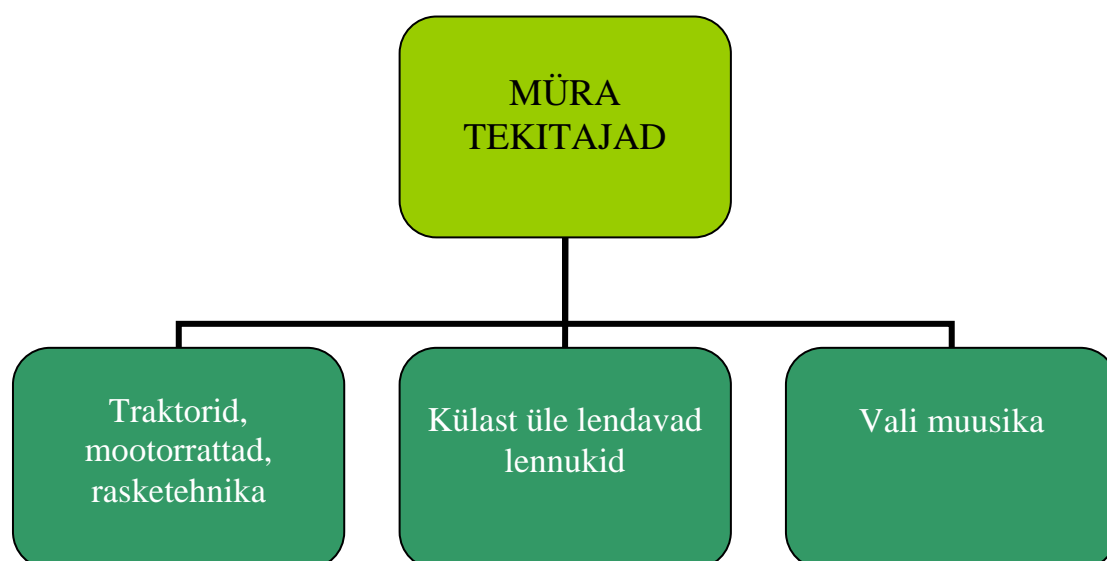 MÜRA
TEKITAJAD
Traktorid,
mootorrattad,
rasketehnika
Külast üle lendavad
lennukid
Vali muusika